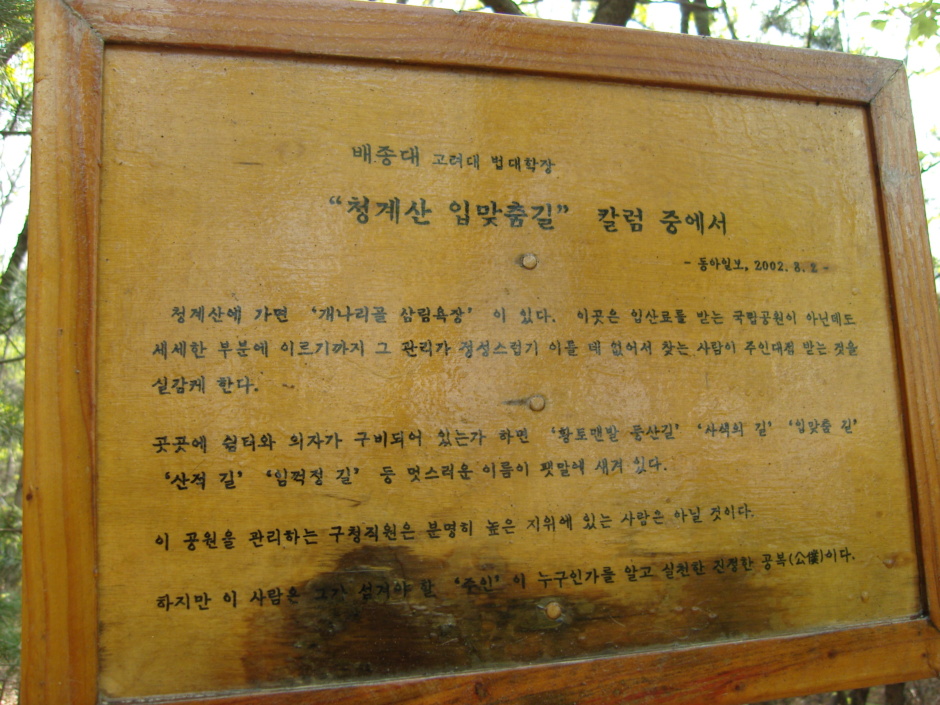 배종대 고려대 법대학장
“청계산 입맞춤길” 칼럼 중에서
- 동아일보, 2002. 8. 2 -
청계산에 가면 ‘개나리골 삼림욕장’ 이 있다. 이곳은 입산료를 받는 국립공원이 아닌데도
세세한 부분에 이르기까지 그 관리가 정성스럽기 이를 데 없어서 찾는 사람이 주인대접 받는 것을
실감케 한다.
곳곳에 쉼터와 의자가 구비되어 있는가 하면 ‘황토맨발 등산길’ ‘사색의 길’ ‘입맞춤 길’
‘산적 길’ ‘임꺽정 길’ 등 멋스러운 이름이 팻말에 새겨 있다.
이 공원을 관리하는 구청직원은 분명히 높은 지위에 있는 사람은 아닐 것이다.
하지만 이 사람은 그가 섬겨야 할 ‘주인’ 이 누구인가를 알고 실천한 진정한 공복(公僕)이다.